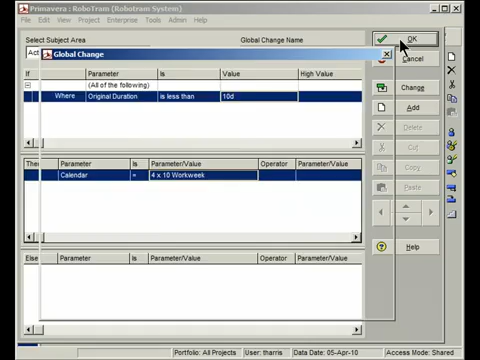 Primavera : RoboTram (Robotram System)
File Edit View Project Enterprise Tools Admin Help
Select Subject Area
Global Change Name
Act
OK
Global Change
Cancel
If Parameter Is Value High Value
(All of the following)
Where Original Duration is less than 10d
Change
Add
Delete
Cut
Then Parameter Is Parameter/Value Operator Parameter/Value
Calendar = 4 x 10 Workweek
Copy
Paste
Help
Else Parameter Is Parameter/Value Operator Parameter/Value
Portfolio: All Projects User: tharris Data Date: 05-Apr-10 Access Mode: Shared